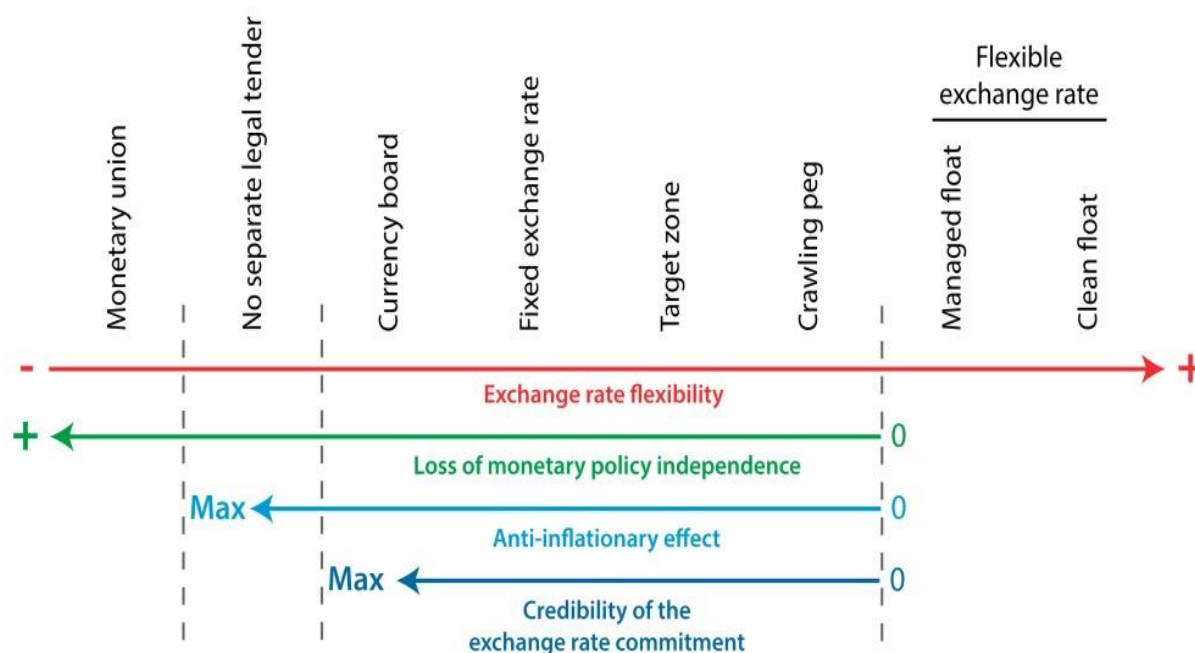 Monetary union
No separate legal tender
Currency board
Fixed exchange rate
Target zone
Crawling peg
Flexible
exchange rate
Managed float
Clean float
- +
Exchange rate flexibility
+ 0
Loss of monetary policy independence
Max 0
Anti-inflationary effect
Max 0
Credibility of the
exchange rate commitment